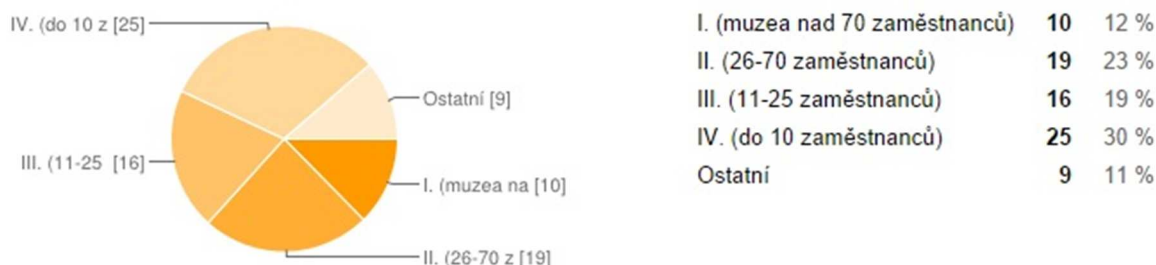 IV. (do 10 z [25]
Ostatní [9]
III. (11-25 [16]
I. (muzea na [10]
II. (26-70 z [19]
I. (muzea nad 70 zaměstnanců) 10 12 %
II. (26-70 zaměstnanců) 19 23 %
III. (11-25 zaměstnanců) 16 19 %
IV. (do 10 zaměstnanců) 25 30 %
Ostatní 9 11 %